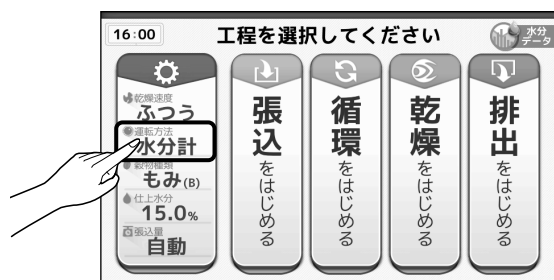 16:00
工程を選択してください
水分
データ
乾燥速度
ふつう
運転方法
水分計
穀物種類
もみ(B)
仕上水分
15.0%
張込量
自動
張込をはじめる
循環をはじめる
乾燥をはじめる
排出をはじめる